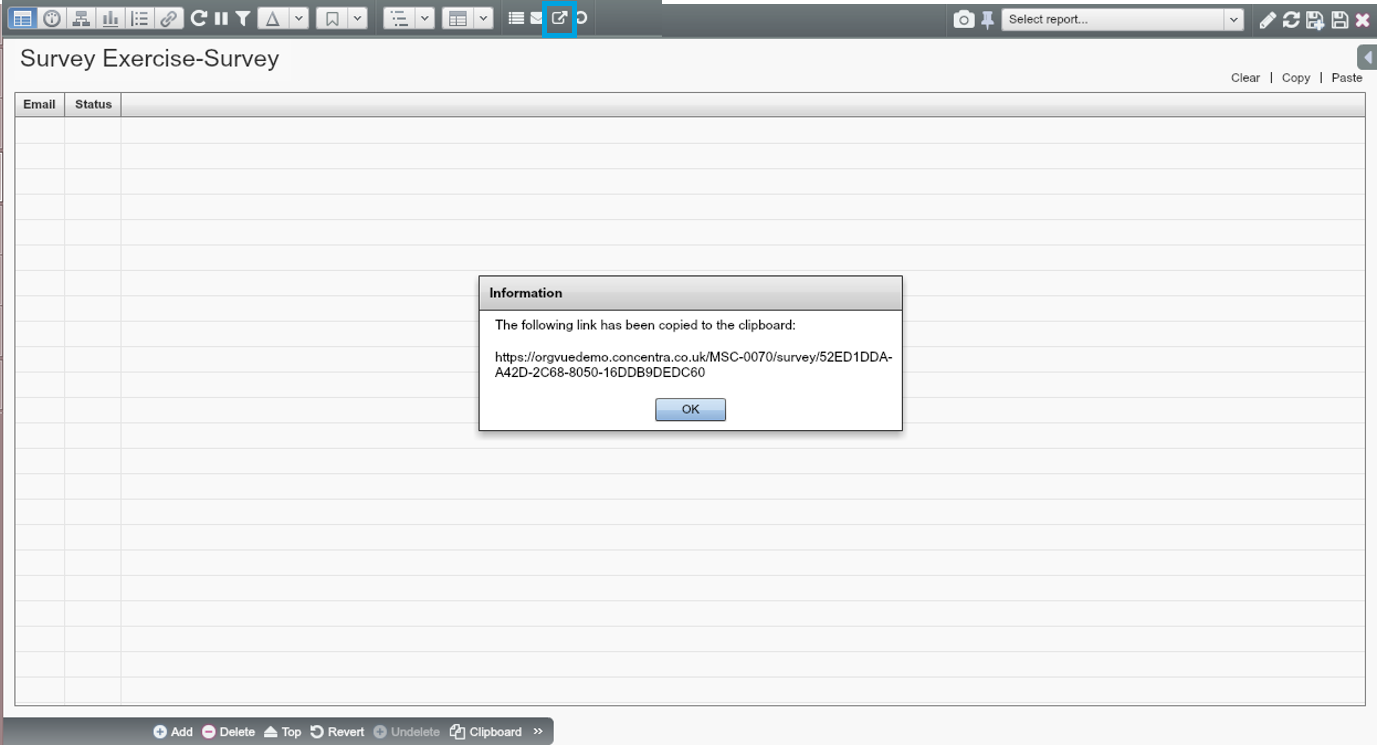 Select report...
Survey Exercise-Survey
Clear | Copy | Paste
Email Status
Information
The following link has been copied to the clipboard:
https://orgvuedemo.concentra.co.uk/MSC-0070/survey/52ED1DDA-
A42D-2C68-8050-16DDB9DEDC60
OK
Add Delete Top Revert Undelete Clipboard »